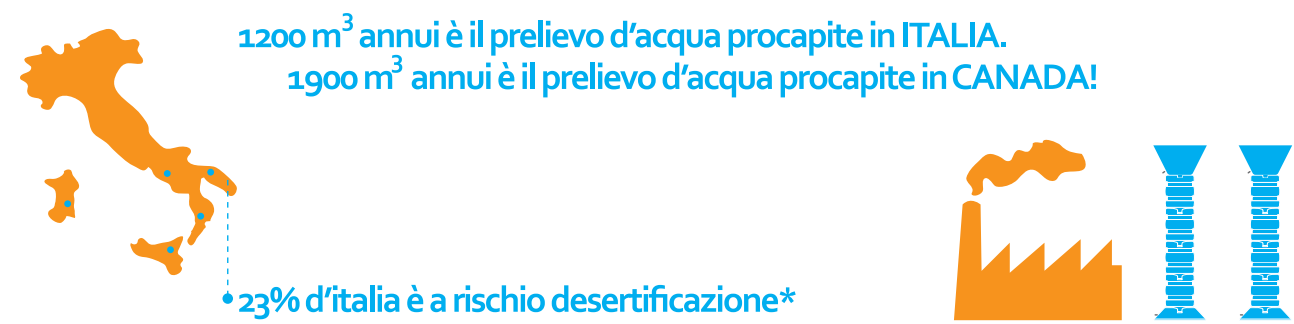 1200 m³ annui è il prelievo d'acqua procapite in ITALIA.
1900 m³ annui è il prelievo d'acqua procapite in CANADA!
23% d'italia è a rischio desertificazione*